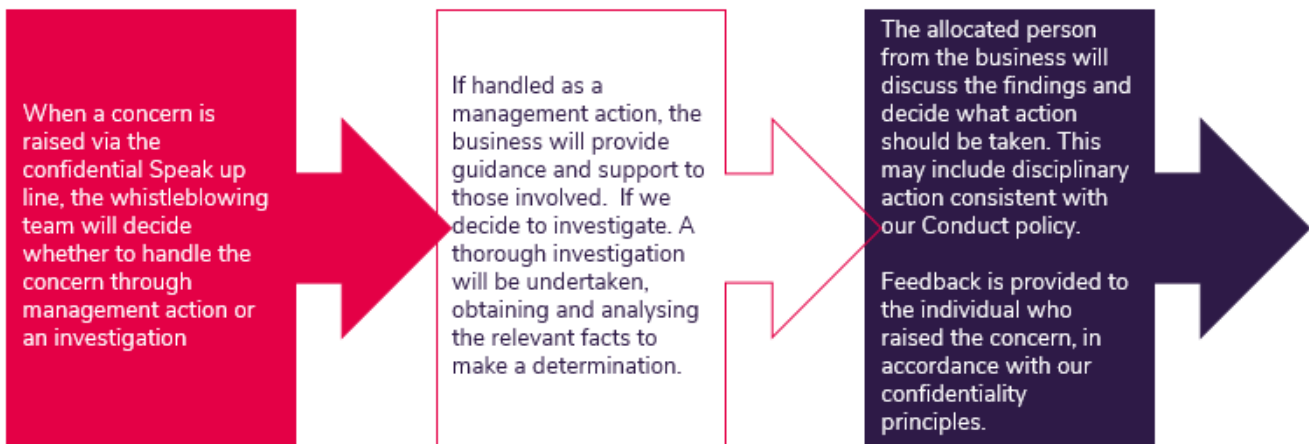 When a concern is
raised via the
confidential Speak up
line, the whistleblowing
team will decide
whether to handle the
concern through
management action or
an investigation
If handled as a
management action, the
business will provide
guidance and support to
those involved.  If we
decide to investigate. A
thorough investigation
will be undertaken,
obtaining and analysing
the relevant facts to
make a determination.
The allocated person
from the business will
discuss the findings and
decide what action
should be taken. This
may include disciplinary
action consistent with
our Conduct policy.
Feedback is provided to
the individual who
raised the concern, in
accordance with our
confidentiality
principles.